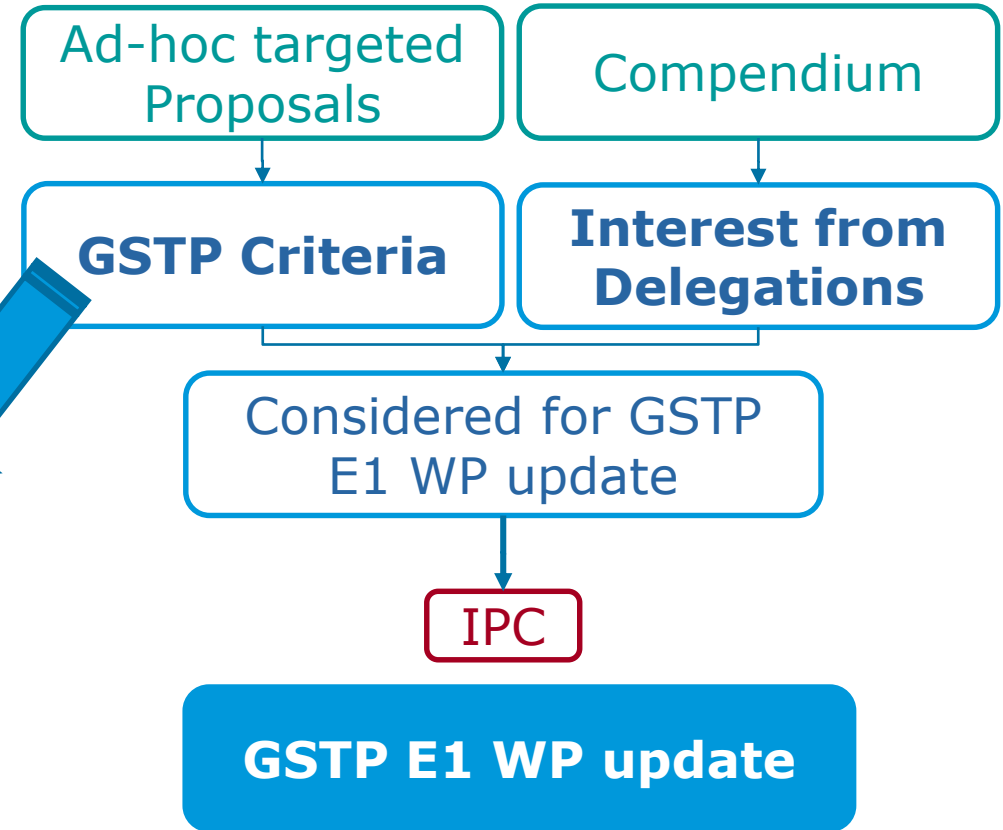 Ad-hoc targeted
Proposals
Compendium
GSTP Criteria
Interest from
Delegations
Considered for GSTP
E1 WP update
IPC
GSTP E1 WP update